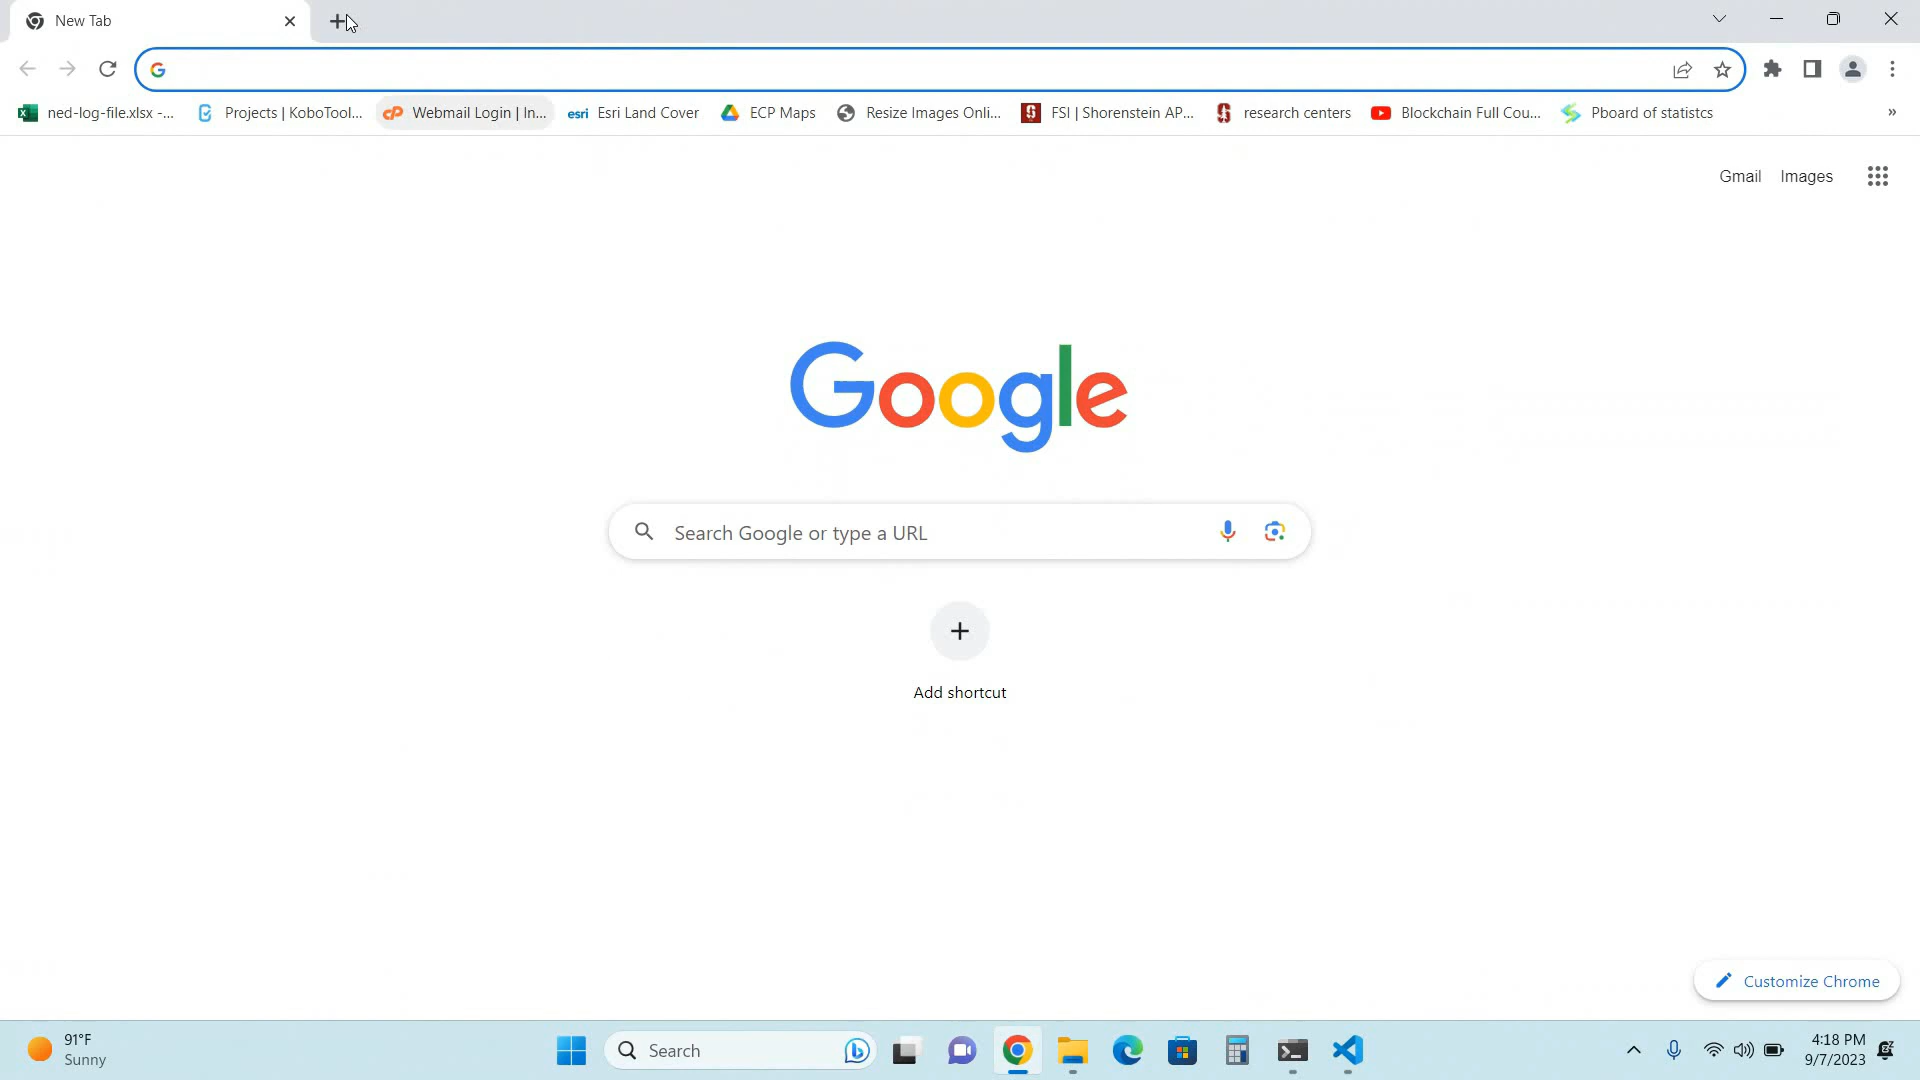 New Tab
ned-log-file.xlsx -...
Projects | KoboTool...
Webmail Login | In...
esri Esri Land Cover
ECP Maps
Resize Images Onli...
FSI | Shorenstein AP...
research centers
Blockchain Full Cou...
Pboard of statistcs
»
Gmail Images
Google
Search Google or type a URL
Add shortcut
Customize Chrome
91°F
Sunny
Search
4:18 PM
9/7/2023